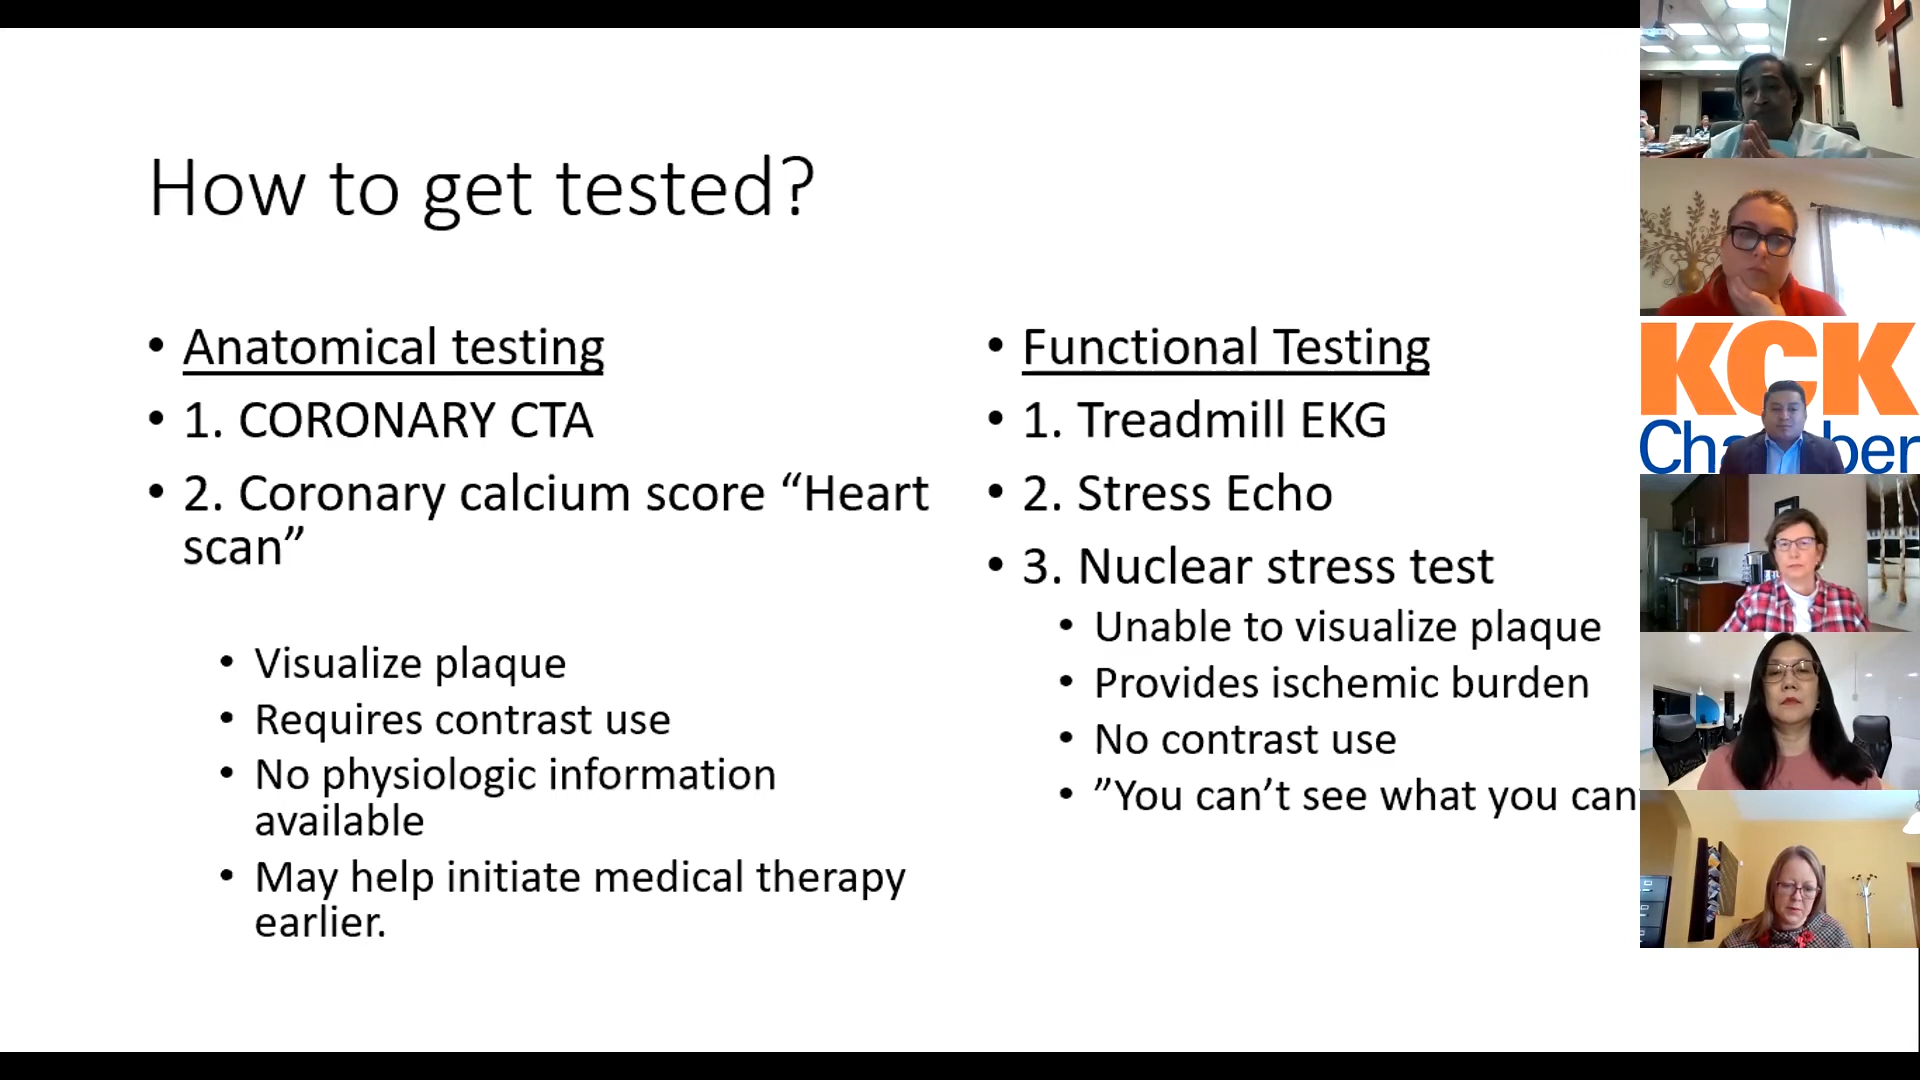 How to get tested?
• Anatomical testing
• 1. CORONARY CTA
• 2. Coronary calcium score “Heart
scan”
• Visualize plaque
• Requires contrast use
• No physiologic information
available
• May help initiate medical therapy
earlier.
• Functional Testing
• 1. Treadmill EKG
• 2. Stress Echo
• 3. Nuclear stress test
• Unable to visualize plaque
• Provides ischemic burden
• No contrast use
• ”You can’t see what you can
KCK